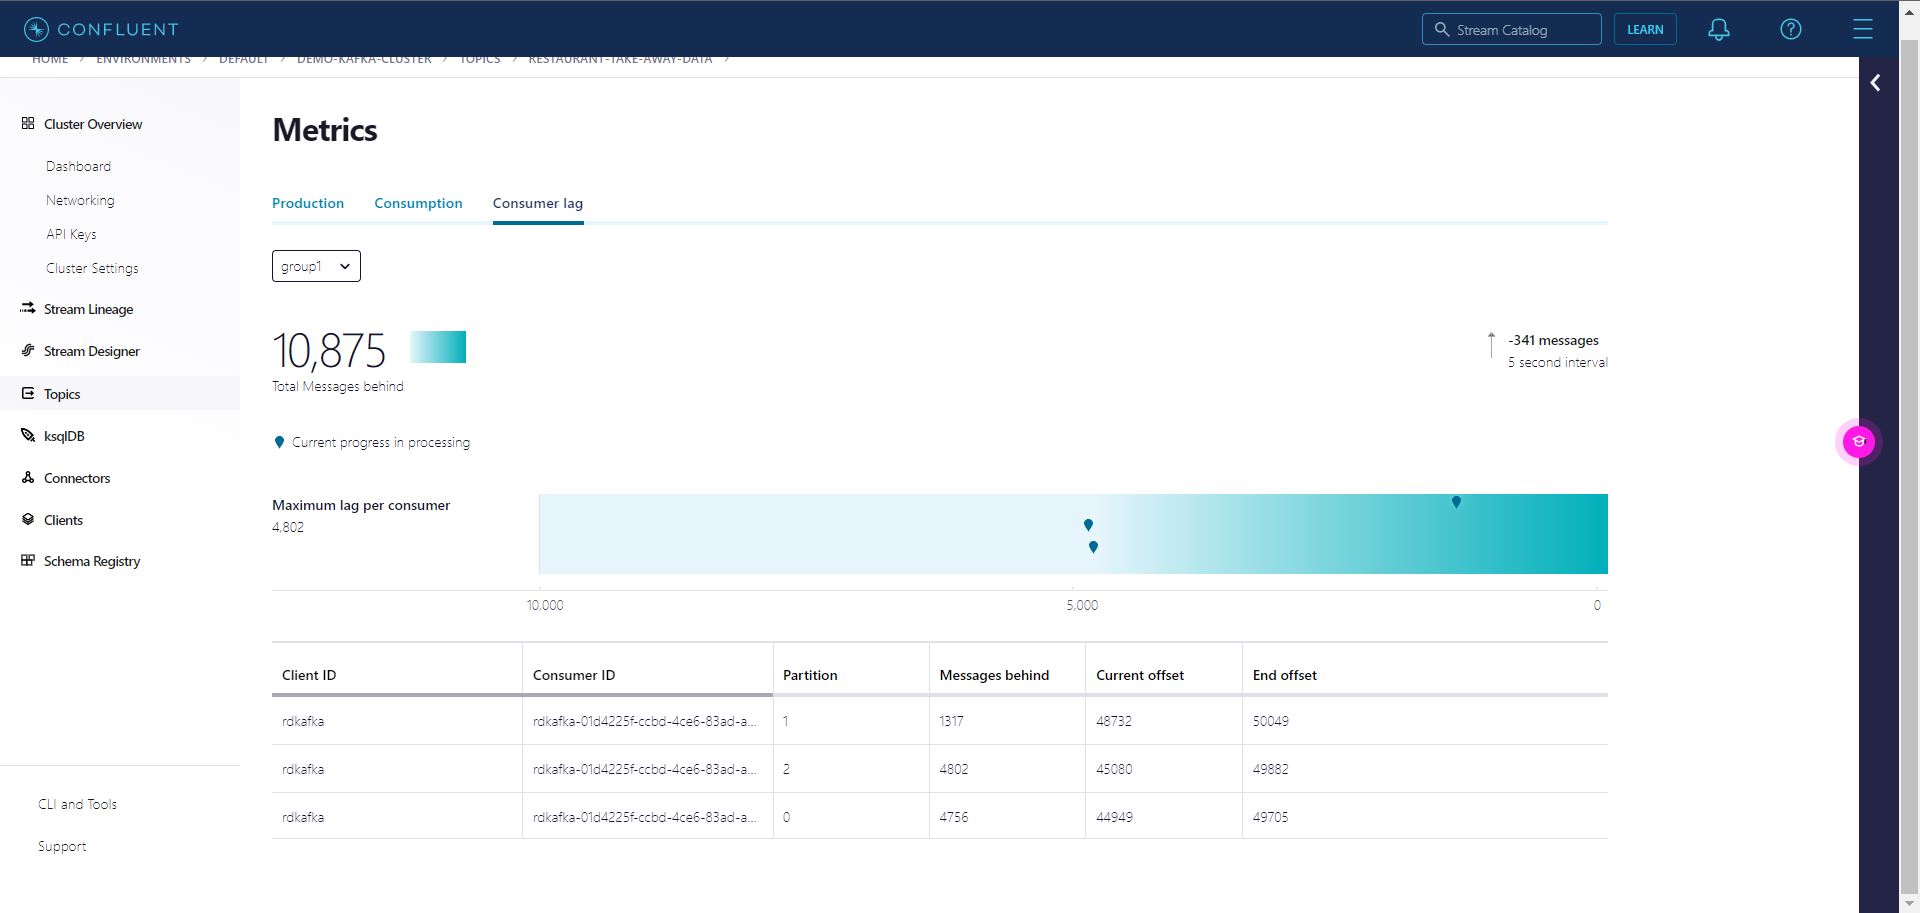 CONFLUENT
Stream Catalog
LEARN
HOME > ENVIRONMENTS > DEFAULT > DEMO-KAFKA-CLUSTER > TOPICS > RESTAURANT-TAKE-AWAY-DATA >
Cluster Overview
Dashboard
Networking
API Keys
Cluster Settings
Stream Lineage
Stream Designer
Topics
ksqlDB
Connectors
Clients
Schema Registry
CLI and Tools
Support
Metrics
Production Consumption Consumer lag
group1
10,875
Total Messages behind
-341 messages
5 second interval
Current progress in processing
Maximum lag per consumer
4,802
10,000 5,000 0
Client ID Consumer ID Partition Messages behind Current offset End offset
rdkafka rdkafka-01d4225f-ccbd-4ce6-83ad-a... 1 1317 48732 50049
rdkafka rdkafka-01d4225f-ccbd-4ce6-83ad-a... 2 4802 45080 49882
rdkafka rdkafka-01d4225f-ccbd-4ce6-83ad-a... 0 4756 44949 49705